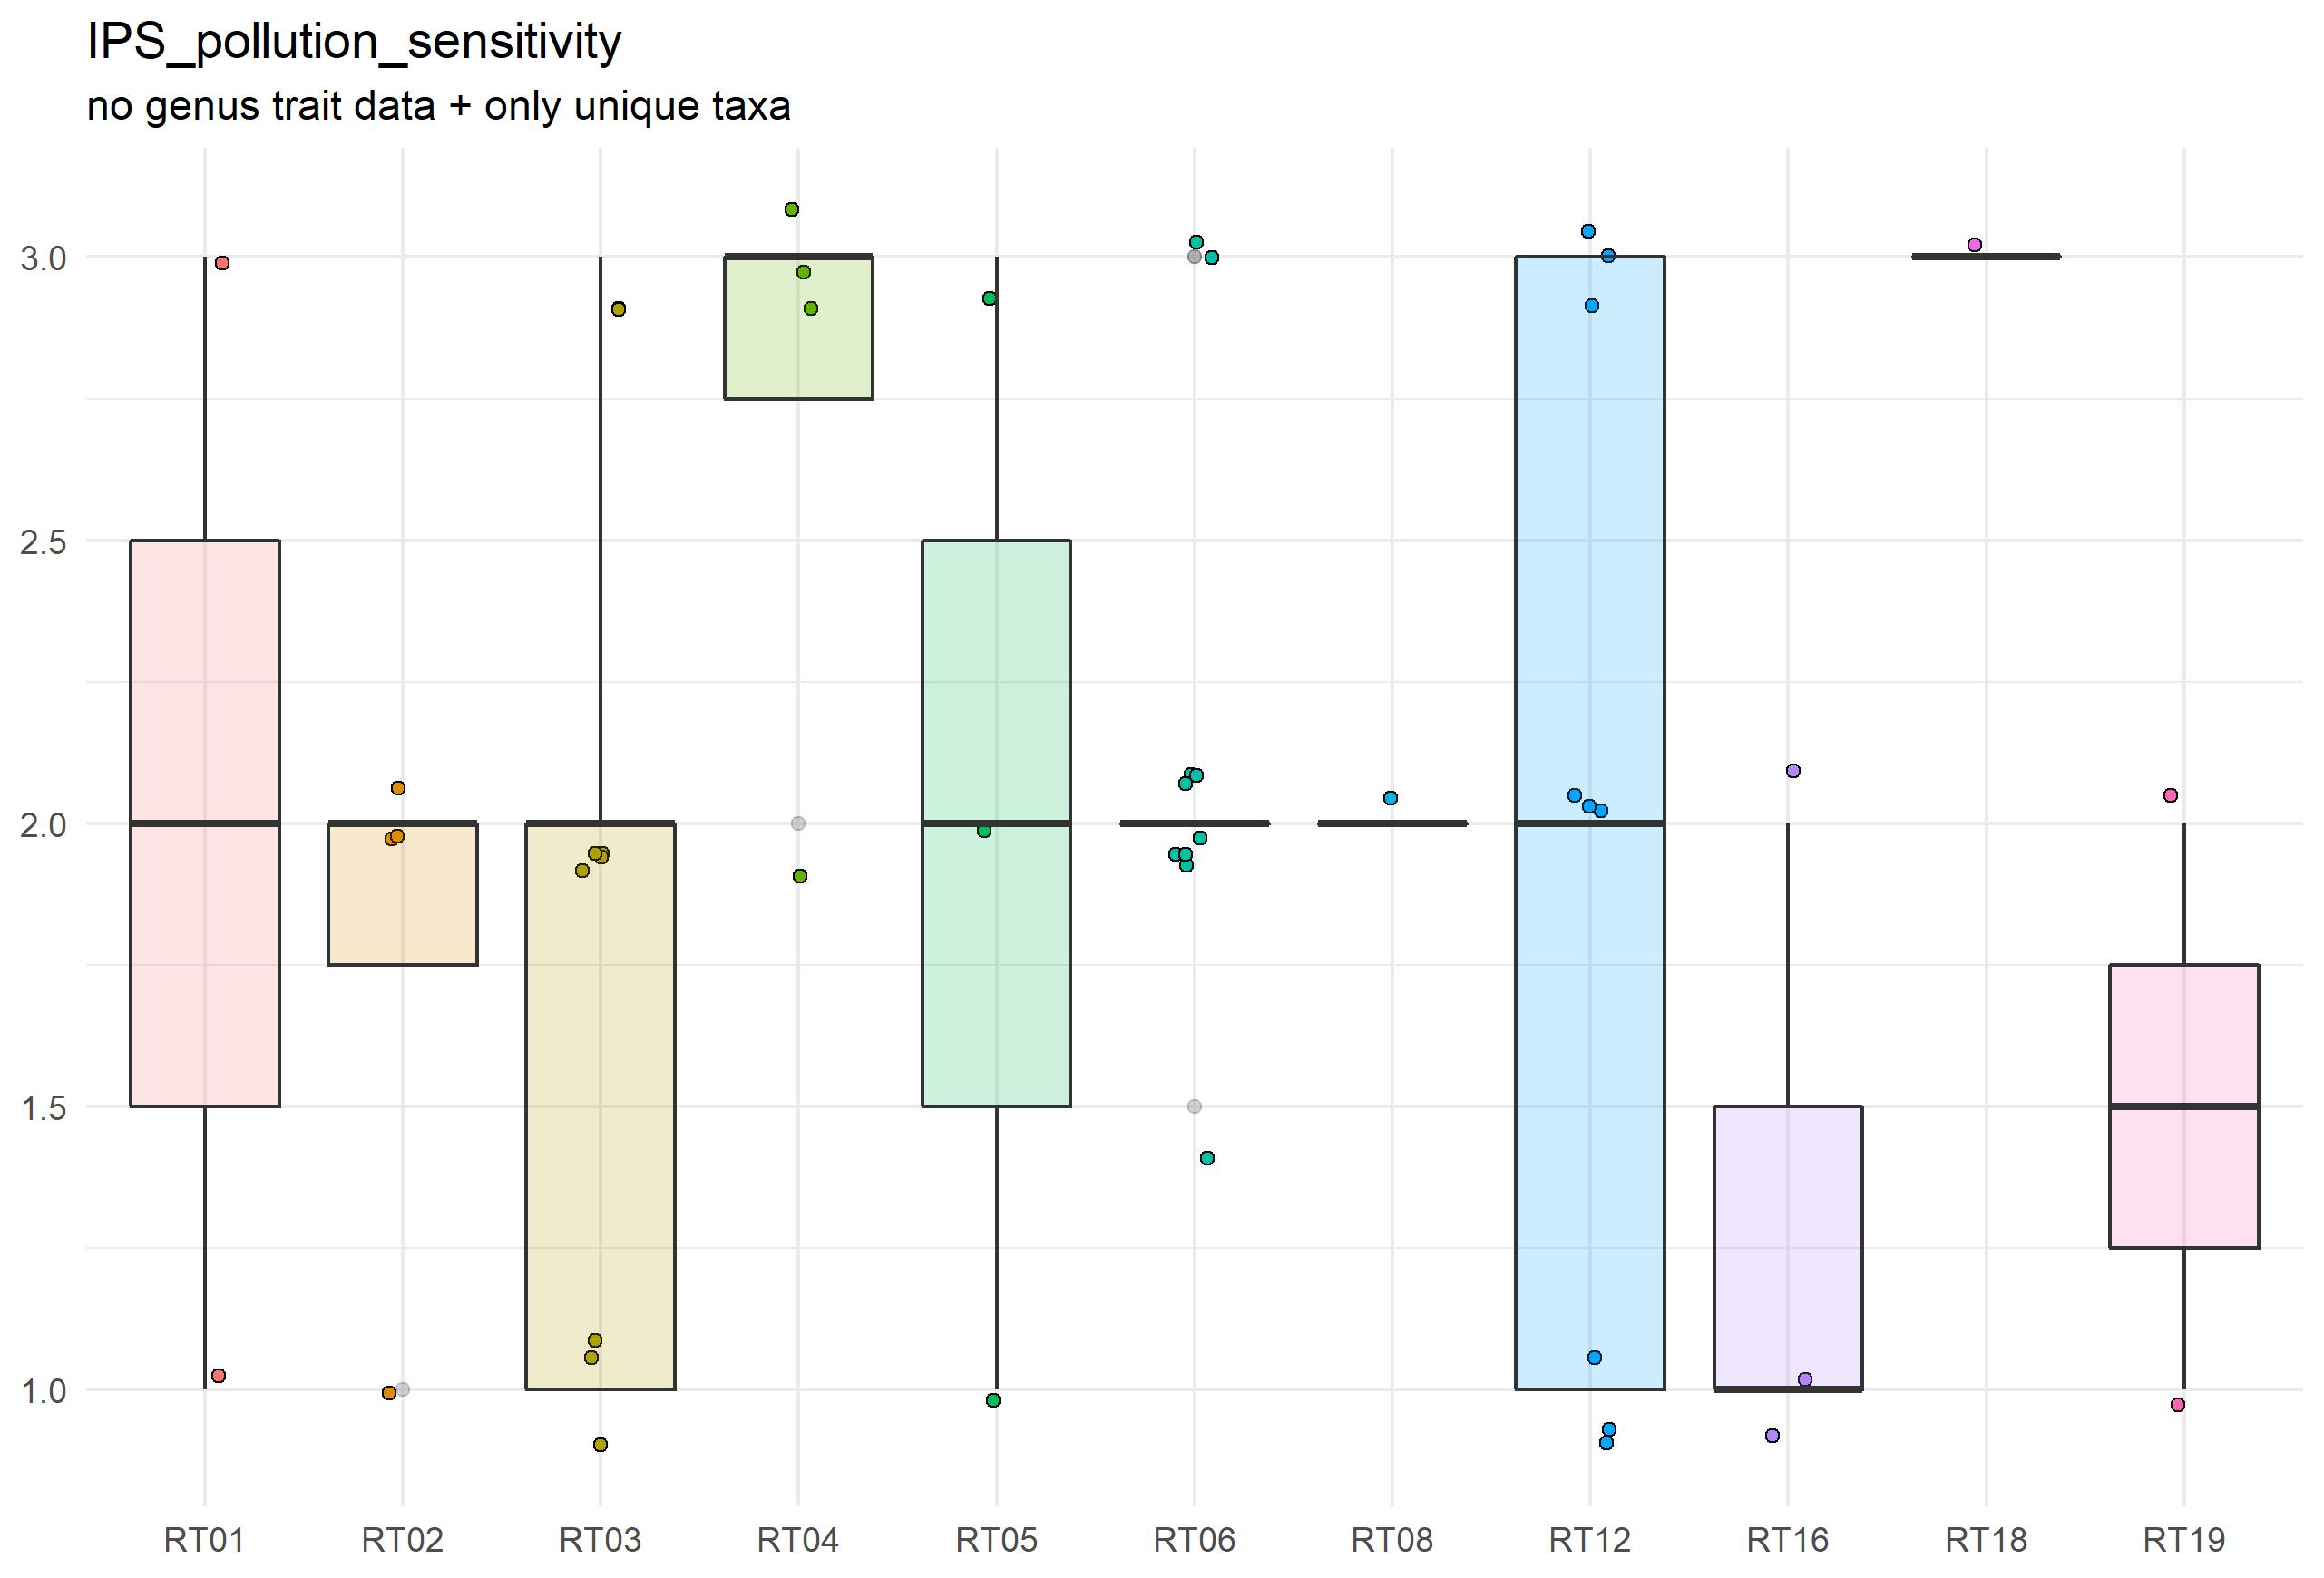 IPS_pollution_sensitivity
no genus trait data + only unique taxa
3.0
2.5
2.0
1.5
1.0
RT01 RT02 RT03 RT04 RT05 RT06 RT08 RT12 RT16 RT18 RT19